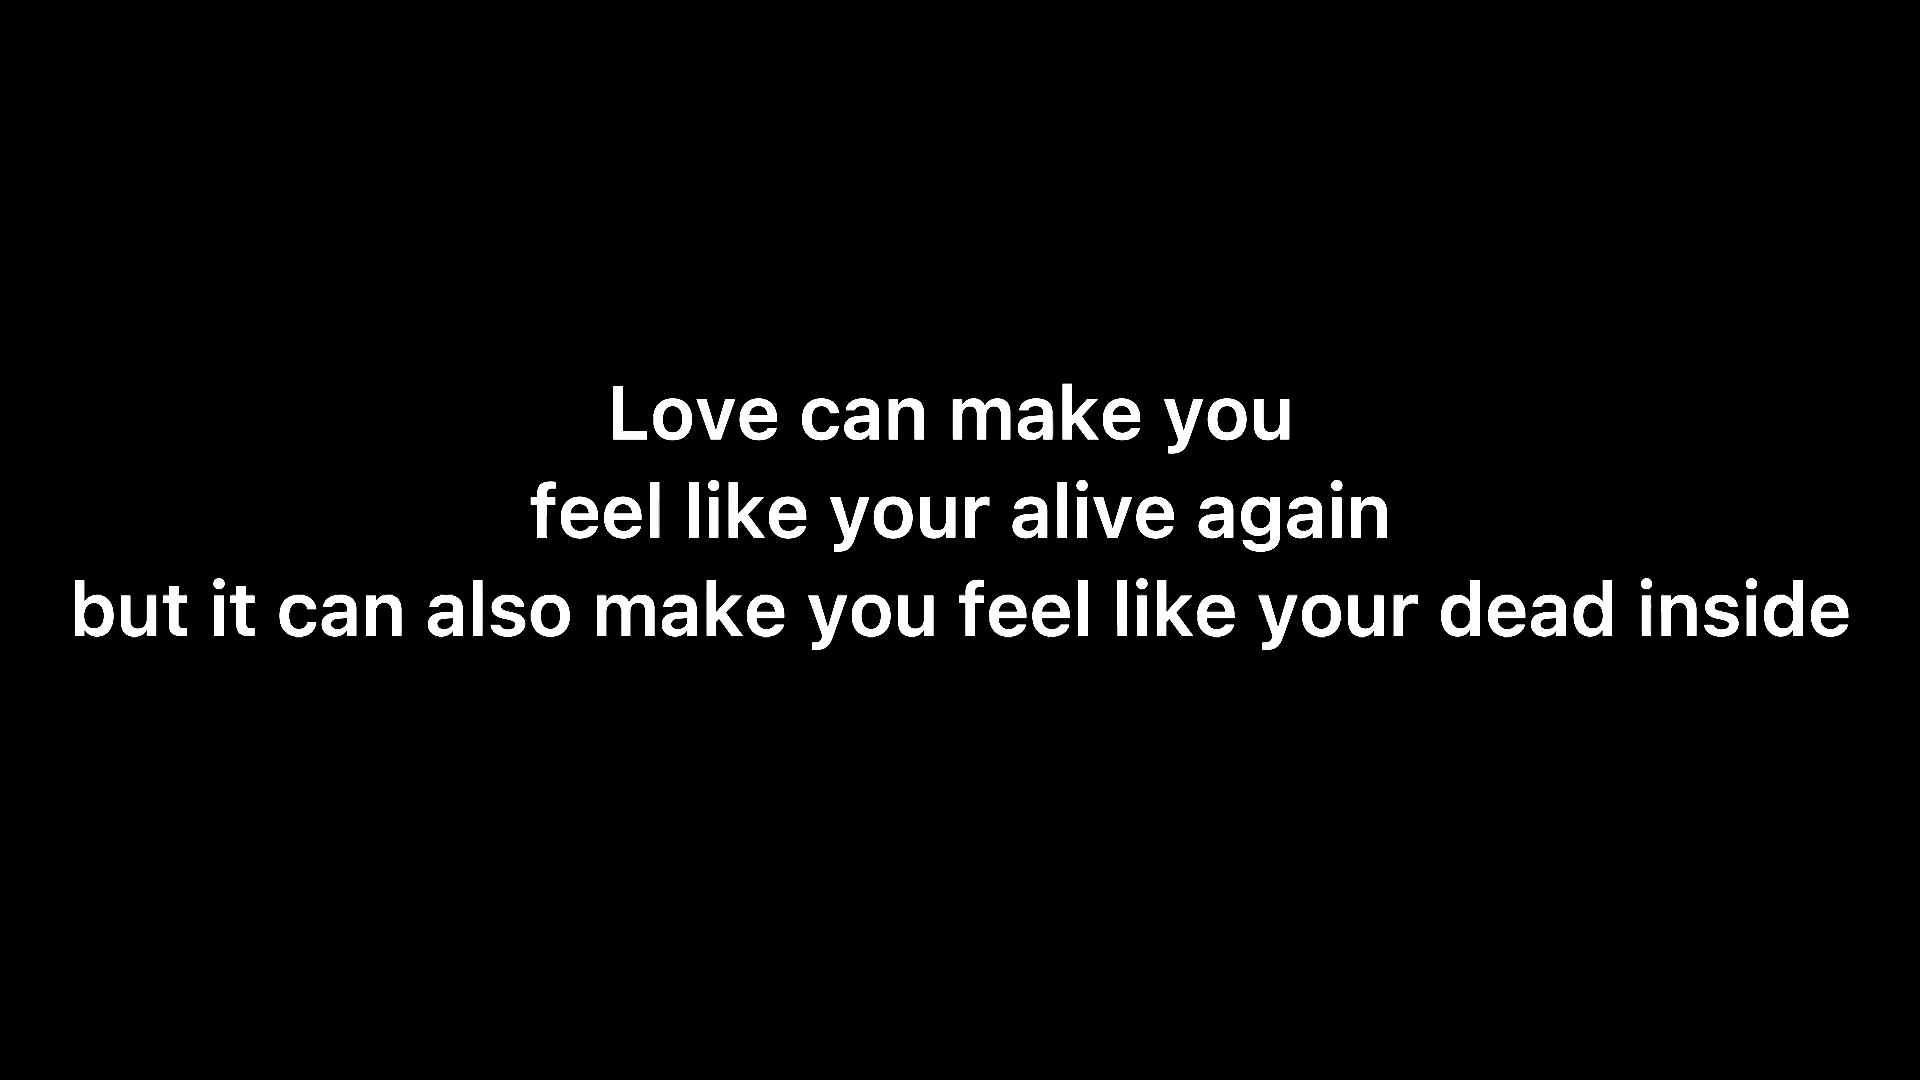 Love can make you
feel like your alive again
but it can also make you feel like your dead inside